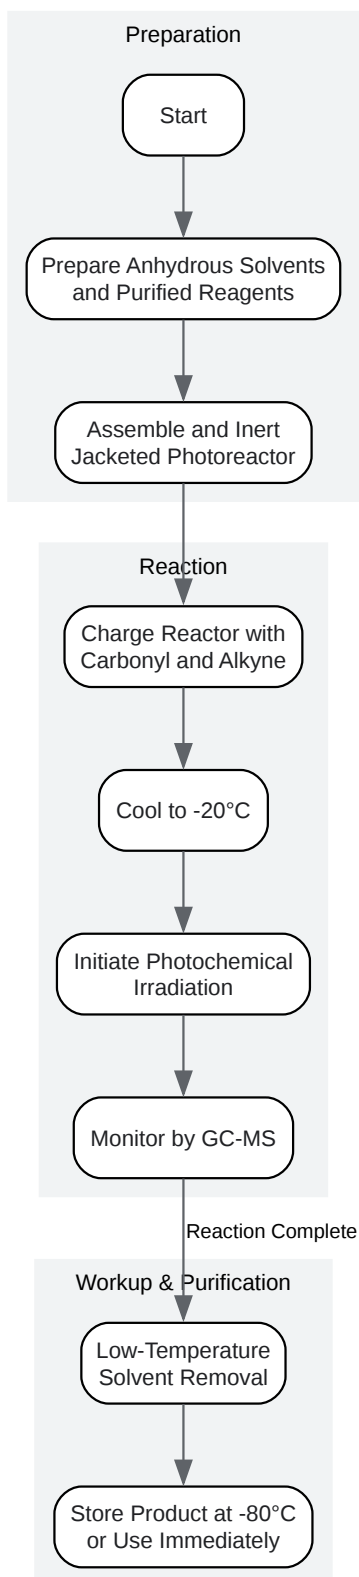 Preparation
Start
Prepare Anhydrous Solvents
and Purified Reagents
Assemble and Inert
Jacketed Photoreactor
Reaction
Charge Reactor with
Carbonyl and Alkyne
Cool to -20°C
Initiate Photochemical
Irradiation
Monitor by GC-MS
Reaction Complete
Workup & Purification
Low-Temperature
Solvent Removal
Store Product at -80°C
or Use Immediately